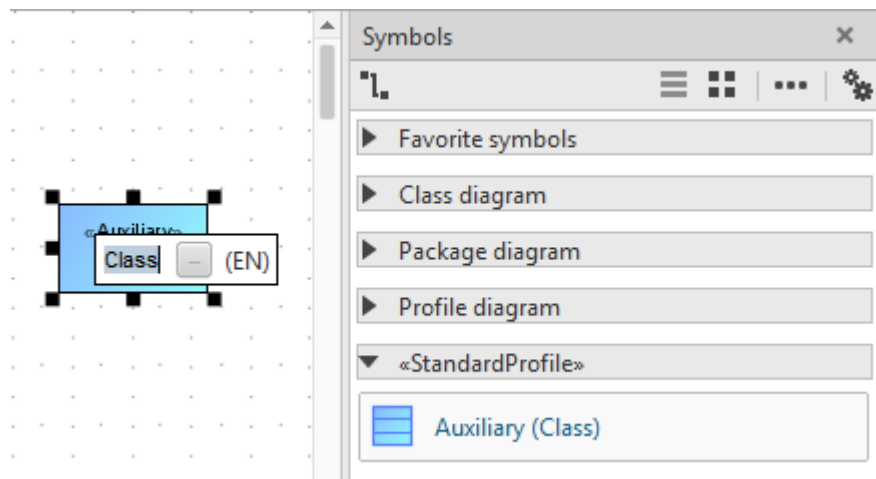 Symbols
Favorite symbols
Class diagram
Package diagram
Profile diagram
«StandardProfile»
Auxiliary (Class)
«Auxiliary»
Class (EN)